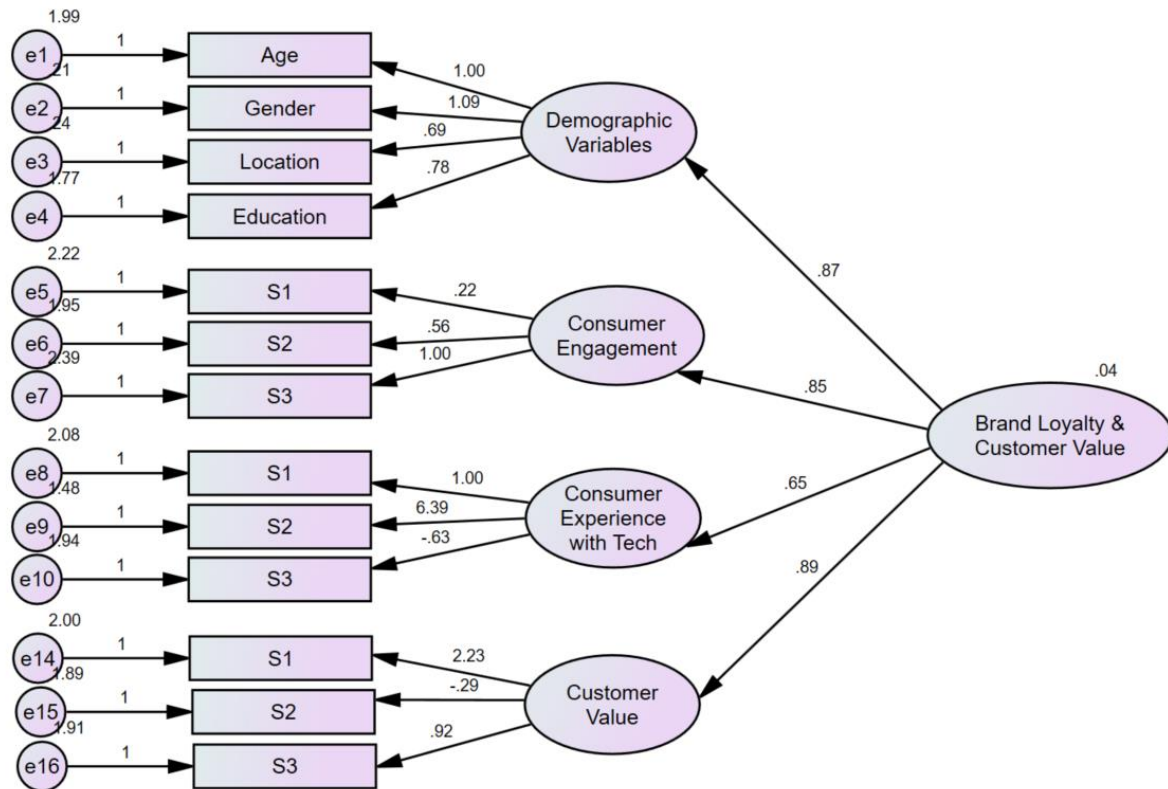 1.99
e1
1
Age
1.00
.21
e2
1
Gender
1.09
.24
e3
1
Location
.69
1.77
e4
1
Education
.78
Demographic
Variables
.87
2.22
e5
1
S1
.22
1.95
e6
1
S2
.56
2.39
e7
1
S3
1.00
Consumer
Engagement
.85
.04
Brand Loyalty &
Customer Value
2.08
e8
1
S1
1.00
1.48
e9
1
S2
6.39
1.94
e10
1
S3
-.63
Consumer
Experience
with Tech
.65
2.00
e14
1
S1
2.23
1.89
e15
1
S2
-.29
1.91
e16
1
S3
.92
Customer
Value
.89